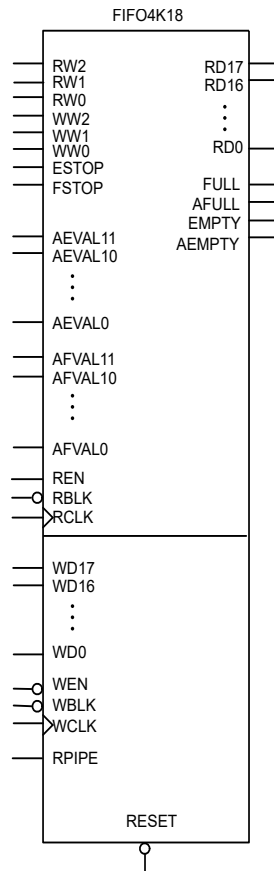 FIFO4K18
RW2
RW1
RW0
WW2
WW1
WW0
ESTOP
FSTOP
AEVAL11
AEVAL10
AEVAL0
AFVAL11
AFVAL10
AFVAL0
REN
RBLK
RCLK
RD17
RD16
RD0
FULL
AFULL
EMPTY
AEMPTY
WD17
WD16
WD0
WEN
WBLK
WCLK
RPIPE
RESET